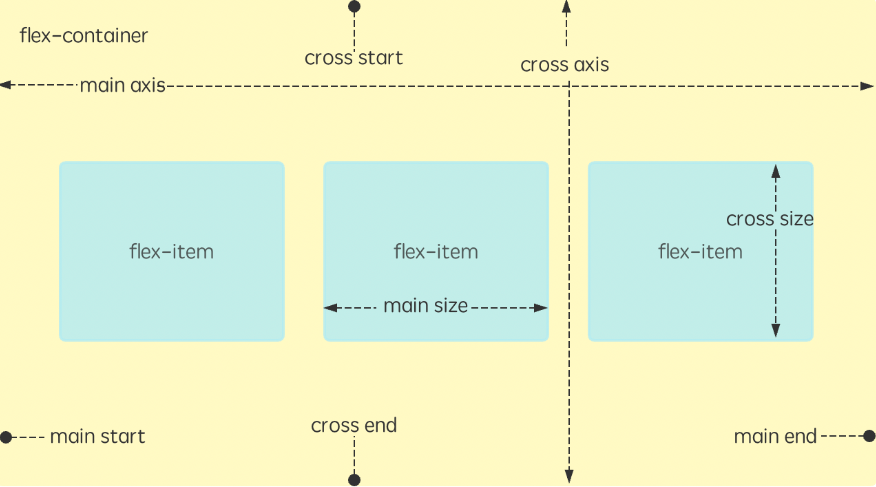 flex-container
cross start
cross axis
main axis
cross size
flex-item
flex-item
flex-item
main size
cross end
main start
main end